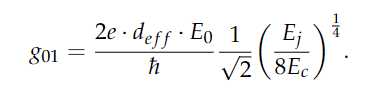 g_{01} = \frac{2e \cdot d_{eff} \cdot E_0}{\hbar} \frac{1}{\sqrt{2}} \left( \frac{E_j}{8E_c} \right)^{\frac{1}{4}}.